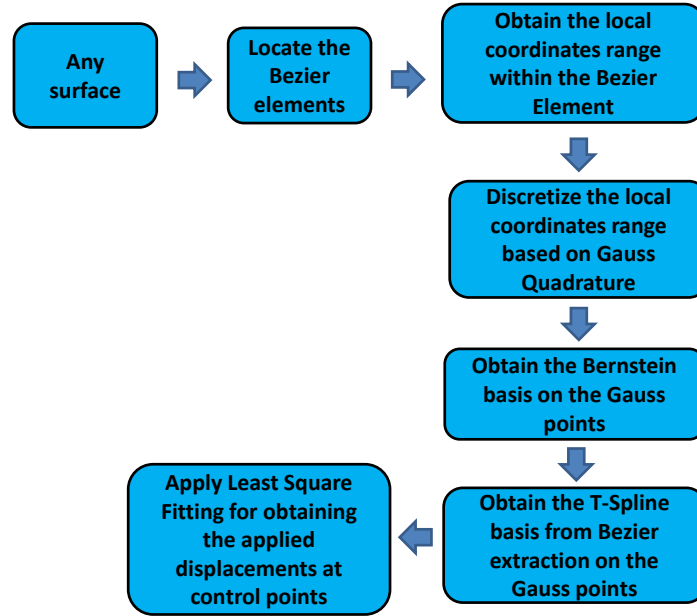 Any
surface
Locate the
Bezier
elements
Obtain the local
coordinates range
within the Bezier
Element
Discretize the local
coordinates range
based on Gauss
Quadrature
Obtain the Bernstein
basis on the Gauss
points
Obtain the T-Spline
basis from Bezier
extraction on the
Gauss points
Apply Least Square
Fitting for obtaining
the applied
displacements at
control points